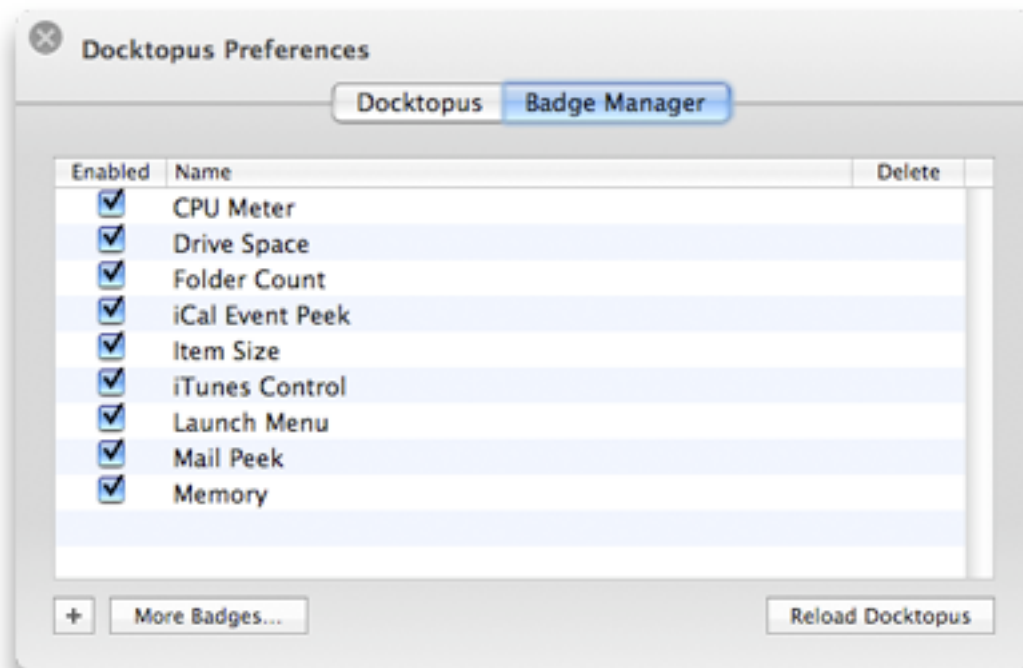 Docktopus Preferences
Docktopus Badge Manager
Enabled Name Delete
CPU Meter
Drive Space
Folder Count
iCal Event Peek
Item Size
iTunes Control
Launch Menu
Mail Peek
Memory
+ More Badges... Reload Docktopus